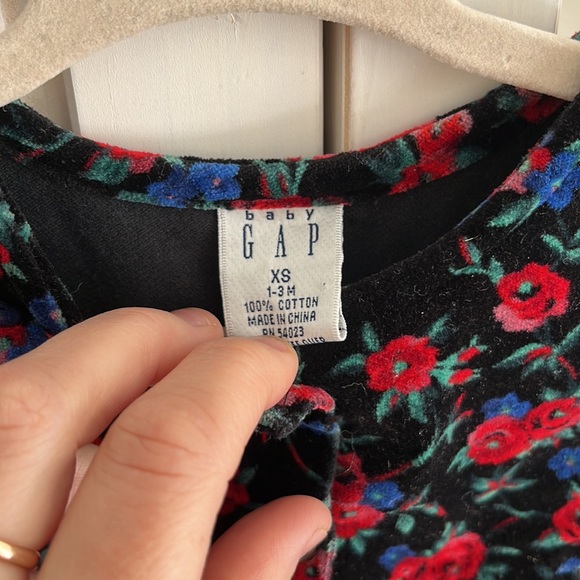 baby
GAP
XS
1-3 M
100% COTTON
MADE IN CHINA
RN 54023